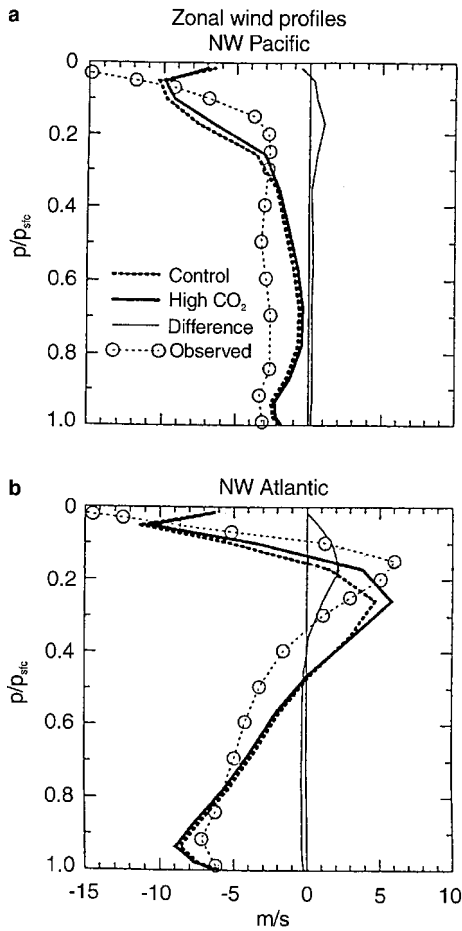 a
Zonal wind profiles
NW Pacific
0
0.2
0.4
0.6
0.8
1.0
p/p_sfc
Control
High CO₂
Difference
Observed
b
NW Atlantic
0
0.2
0.4
0.6
0.8
1.0
p/p_sfc
-15 -10 -5 0 5 10
m/s